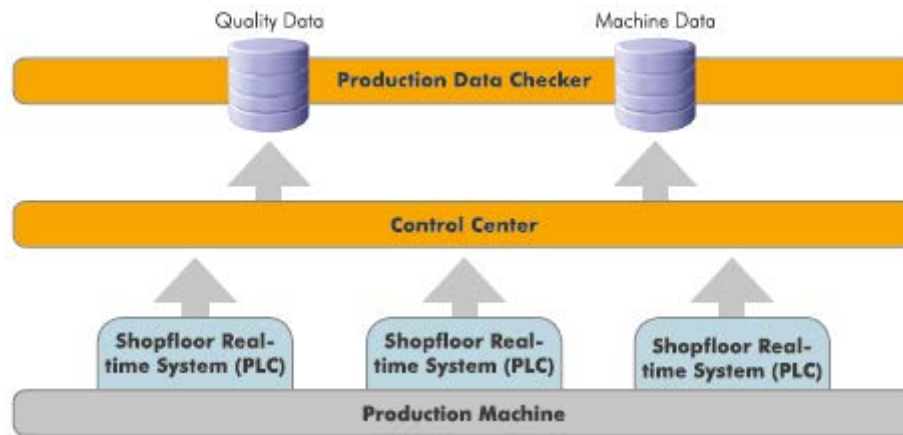 Quality Data
Machine Data
Production Data Checker
Control Center
Shopfloor Real-
time System (PLC)
Shopfloor Real-
time System (PLC)
Shopfloor Real-
time System (PLC)
Production Machine